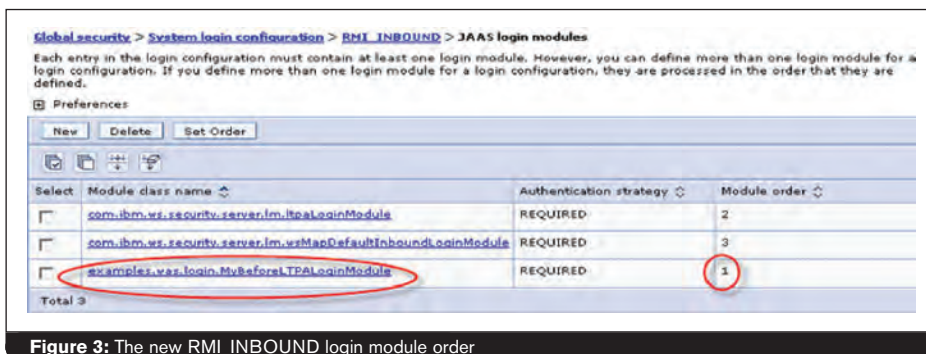 Global security > System login configuration > RMI_INBOUND > JAAS login modules
Each entry in the login configuration must contain at least one login module. However, you can define more than one login module for a
login configuration. If you define more than one login module for a login configuration, they are processed in the order that they are
defined.
Preferences
New Delete Set Order
Select Module class name Authentication strategy Module order
com.ibm.ws.security.server.lm.ltpaLoginModule REQUIRED 2
com.ibm.ws.security.server.lm.wsMapDefaultInboundLoginModule REQUIRED 3
examples.was.login.MyBeforeLTPALoginModule REQUIRED 1
Total 3
Figure 3: The new RMI_INBOUND login module order